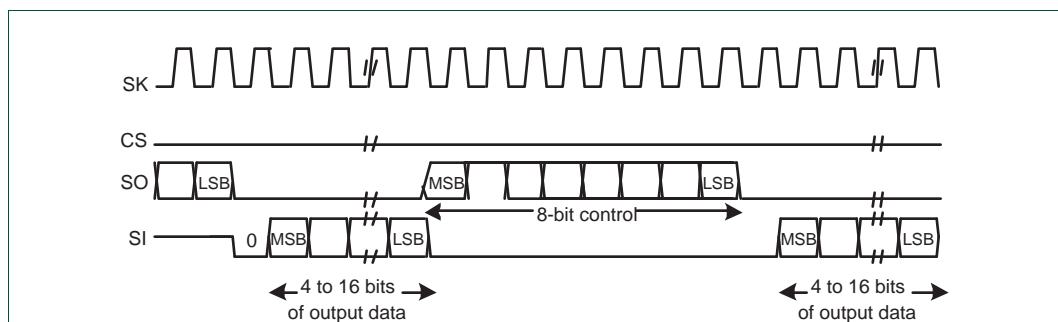 SK
CS
SO LSB MSB LSB
8-bit control
SI 0 MSB LSB MSB LSB
4 to 16 bits 4 to 16 bits
of output data of output data